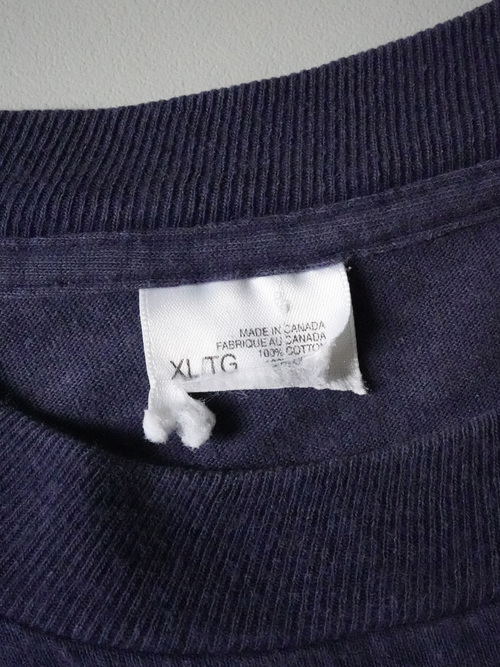 MADE IN CANADA
FABRIQUE AU CANADA
100% COTTON
XL/TG